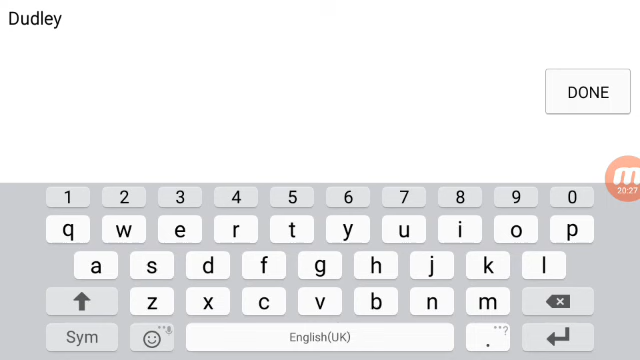 Dudley
DONE
20:27
1 2 3 4 5 6 7 8 9 0
q w e r t y u i o p
a s d f g h j k l
z x c v b n m
Sym English(UK) . ?